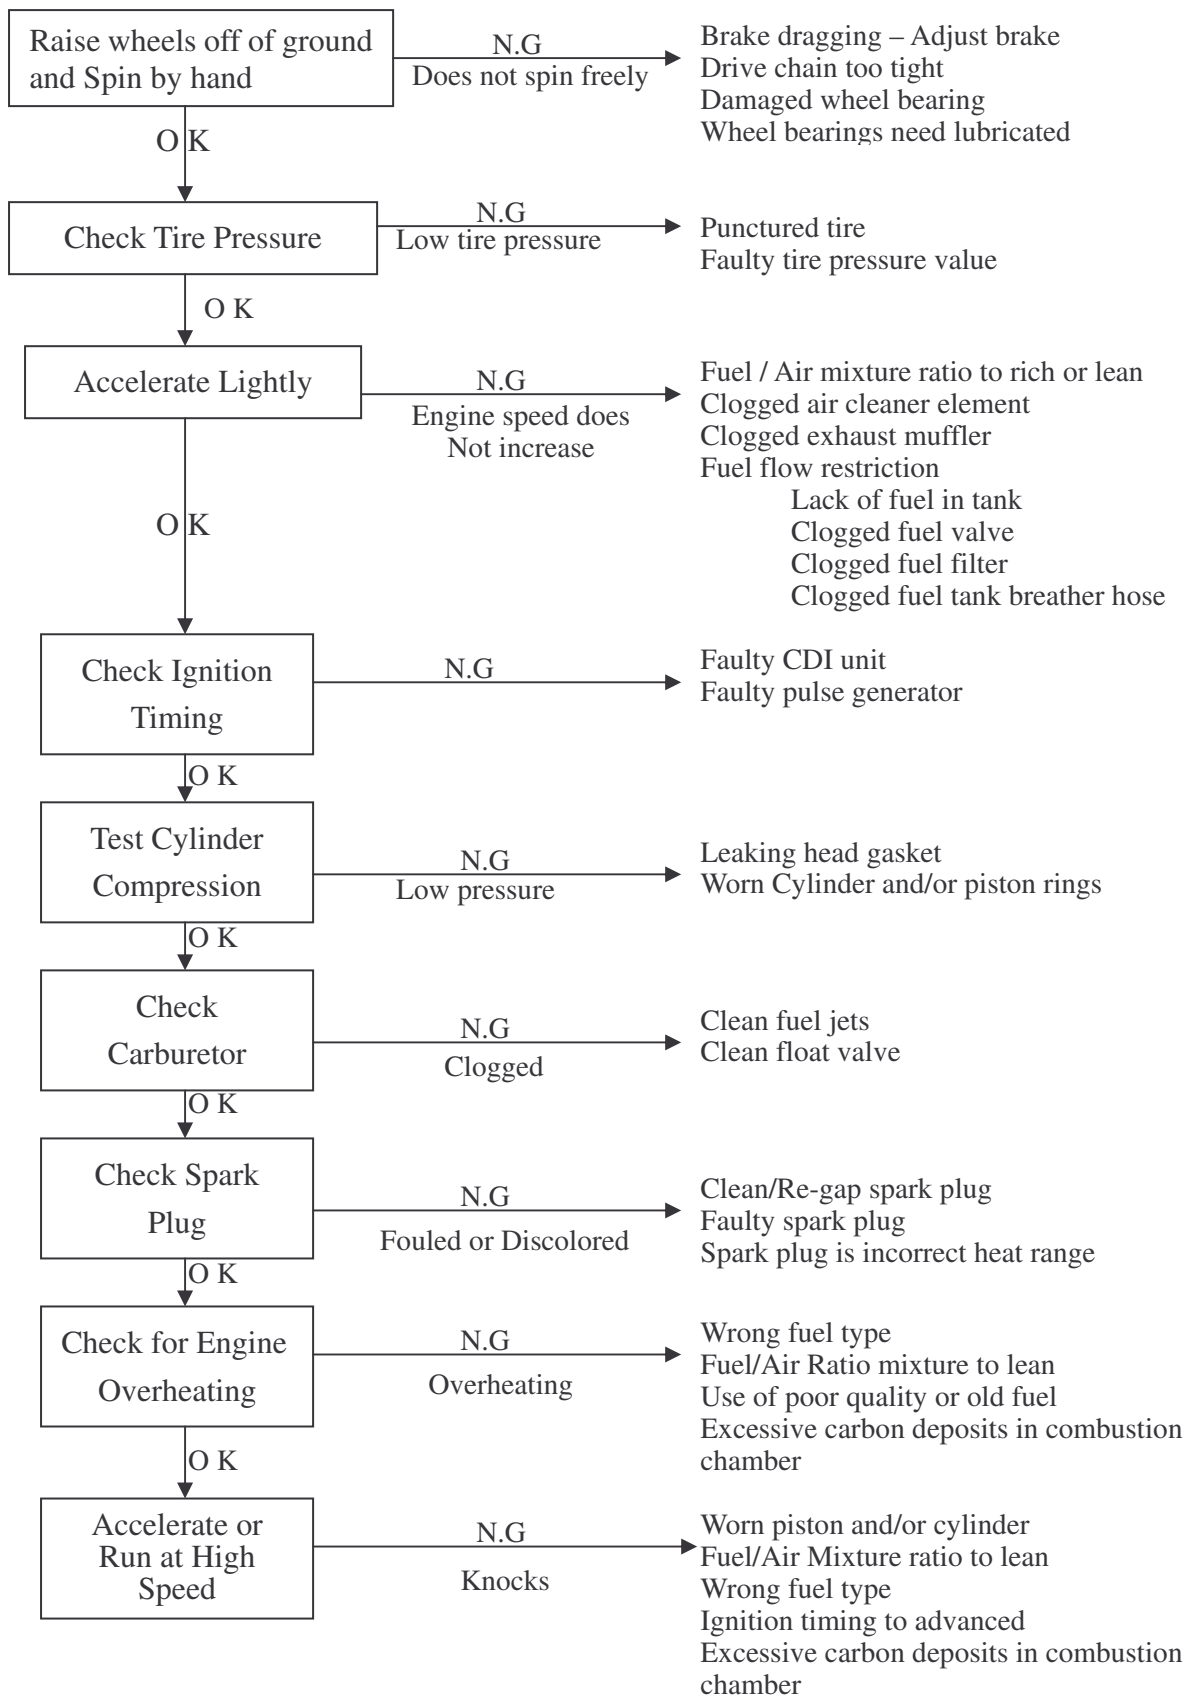 Raise wheels off of ground
and Spin by hand
N.G
Does not spin freely
Brake dragging – Adjust brake
Drive chain too tight
Damaged wheel bearing
Wheel bearings need lubricated
O K
Check Tire Pressure
N.G
Low tire pressure
Punctured tire
Faulty tire pressure value
O K
Accelerate Lightly
N.G
Engine speed does
Not increase
Fuel / Air mixture ratio to rich or lean
Clogged air cleaner element
Clogged exhaust muffler
Fuel flow restriction
Lack of fuel in tank
Clogged fuel valve
Clogged fuel filter
Clogged fuel tank breather hose
O K
Check Ignition
Timing
N.G
Faulty CDI unit
Faulty pulse generator
O K
Test Cylinder
Compression
N.G
Low pressure
Leaking head gasket
Worn Cylinder and/or piston rings
O K
Check
Carburetor
N.G
Clogged
Clean fuel jets
Clean float valve
O K
Check Spark
Plug
N.G
Fouled or Discolored
Clean/Re-gap spark plug
Faulty spark plug
Spark plug is incorrect heat range
O K
Check for Engine
Overheating
N.G
Overheating
Wrong fuel type
Fuel/Air Ratio mixture to lean
Use of poor quality or old fuel
Excessive carbon deposits in combustion
chamber
O K
Accelerate or
Run at High
Speed
N.G
Knocks
Worn piston and/or cylinder
Fuel/Air Mixture ratio to lean
Wrong fuel type
Ignition timing to advanced
Excessive carbon deposits in combustion
chamber